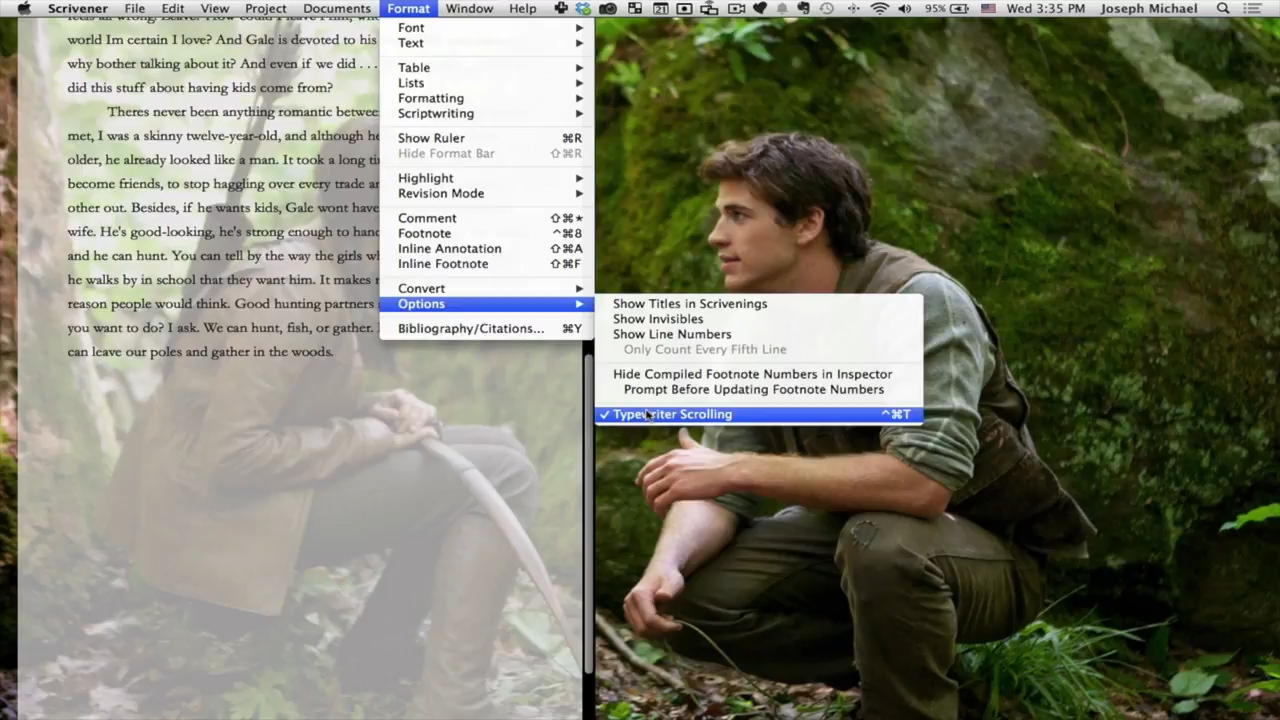 Scrivener File Edit View Project Documents Format Window Help 21 95% Wed 3:35 PM Joseph Michael
world Im certain I love? And Gale is devoted to his
why bother talking about it? And even if we did . . .
did this stuff about having kids come from?
Theres never been anything romantic betwee
met, I was a skinny twelve-year-old, and although he
older, he already looked like a man. It took a long ti
become friends, to stop haggling over every trade a
other out. Besides, if he wants kids, Gale wont have
wife. He's good-looking, he's strong enough to hand
and he can hunt. You can tell by the way the girls w
he walks by in school that they want him. It makes
reason people would think. Good hunting partners
you want to do? I ask. We can hunt, fish, or gather.
can leave our poles and gather in the woods.
Font
Text
Table
Lists
Formatting
Scriptwriting
Show Ruler ⌘R
Hide Format Bar ⇧⌘R
Highlight
Revision Mode
Comment ⇧⌘*
Footnote ^⌘8
Inline Annotation ⇧⌘A
Inline Footnote ⇧⌘F
Convert
Options
Bibliography/Citations... ⌘Y
Show Titles in Scrivenings
Show Invisibles
Show Line Numbers
Only Count Every Fifth Line
Hide Compiled Footnote Numbers in Inspector
Prompt Before Updating Footnote Numbers
✓ Typewriter Scrolling ^⌘T